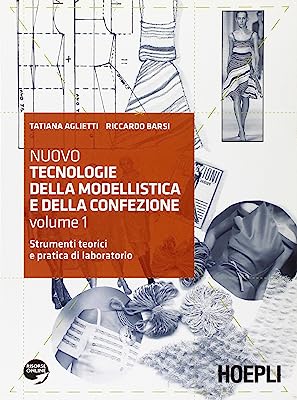 TATIANA AGLIETTI RICCARDO BARSI
NUOVO
TECNOLOGIE
DELLA MODELLISTICA
E DELLA CONFEZIONE
volume 1
Strumenti teorici
e pratica di laboratorio
RISORSE
ONLINE
HOEPLI